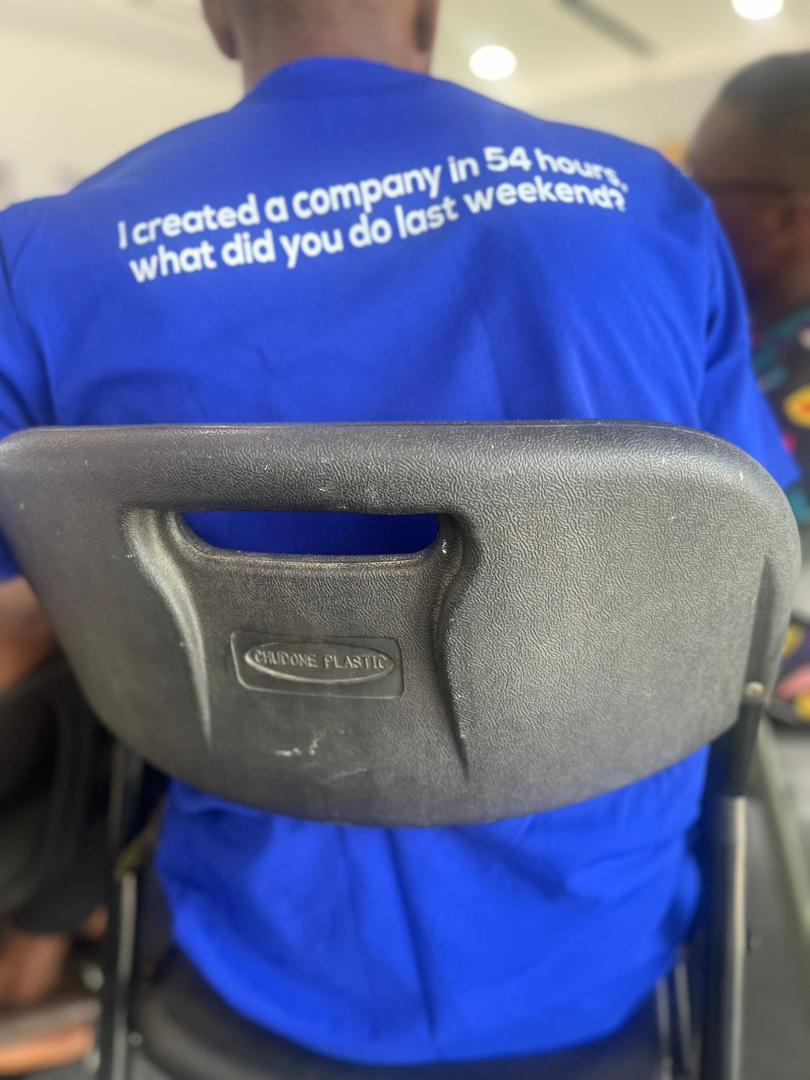 I created a company in 54 hours,
what did you do last weekend?
CHUDONE PLASTIC